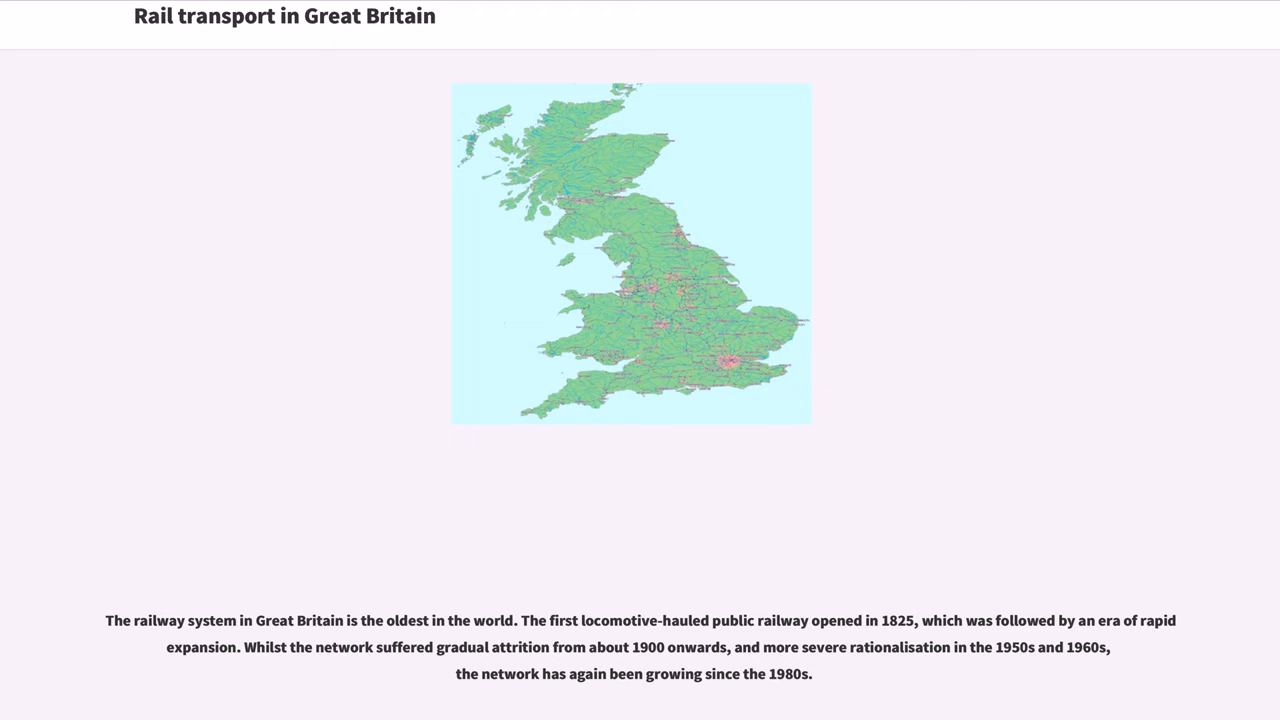 Rail transport in Great Britain
The railway system in Great Britain is the oldest in the world. The first locomotive-hauled public railway opened in 1825, which was followed by an era of rapid
expansion. Whilst the network suffered gradual attrition from about 1900 onwards, and more severe rationalisation in the 1950s and 1960s,
the network has again been growing since the 1980s.